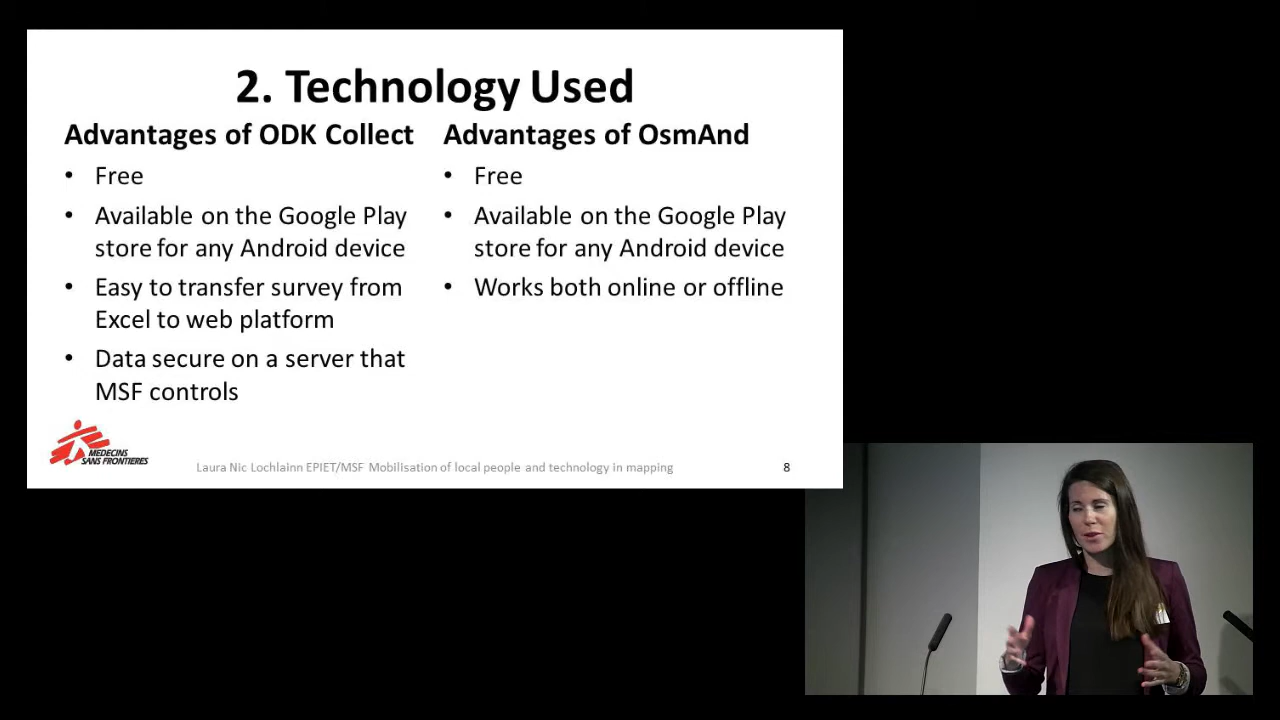 2. Technology Used
Advantages of ODK Collect
• Free
• Available on the Google Play
store for any Android device
• Easy to transfer survey from
Excel to web platform
• Data secure on a server that
MSF controls
Advantages of OsmAnd
• Free
• Available on the Google Play
store for any Android device
• Works both online or offline
MEDECINS
SANS FRONTIERES
Laura Nic Lochlainn EPIET/MSF Mobilisation of local people and technology in mapping
8